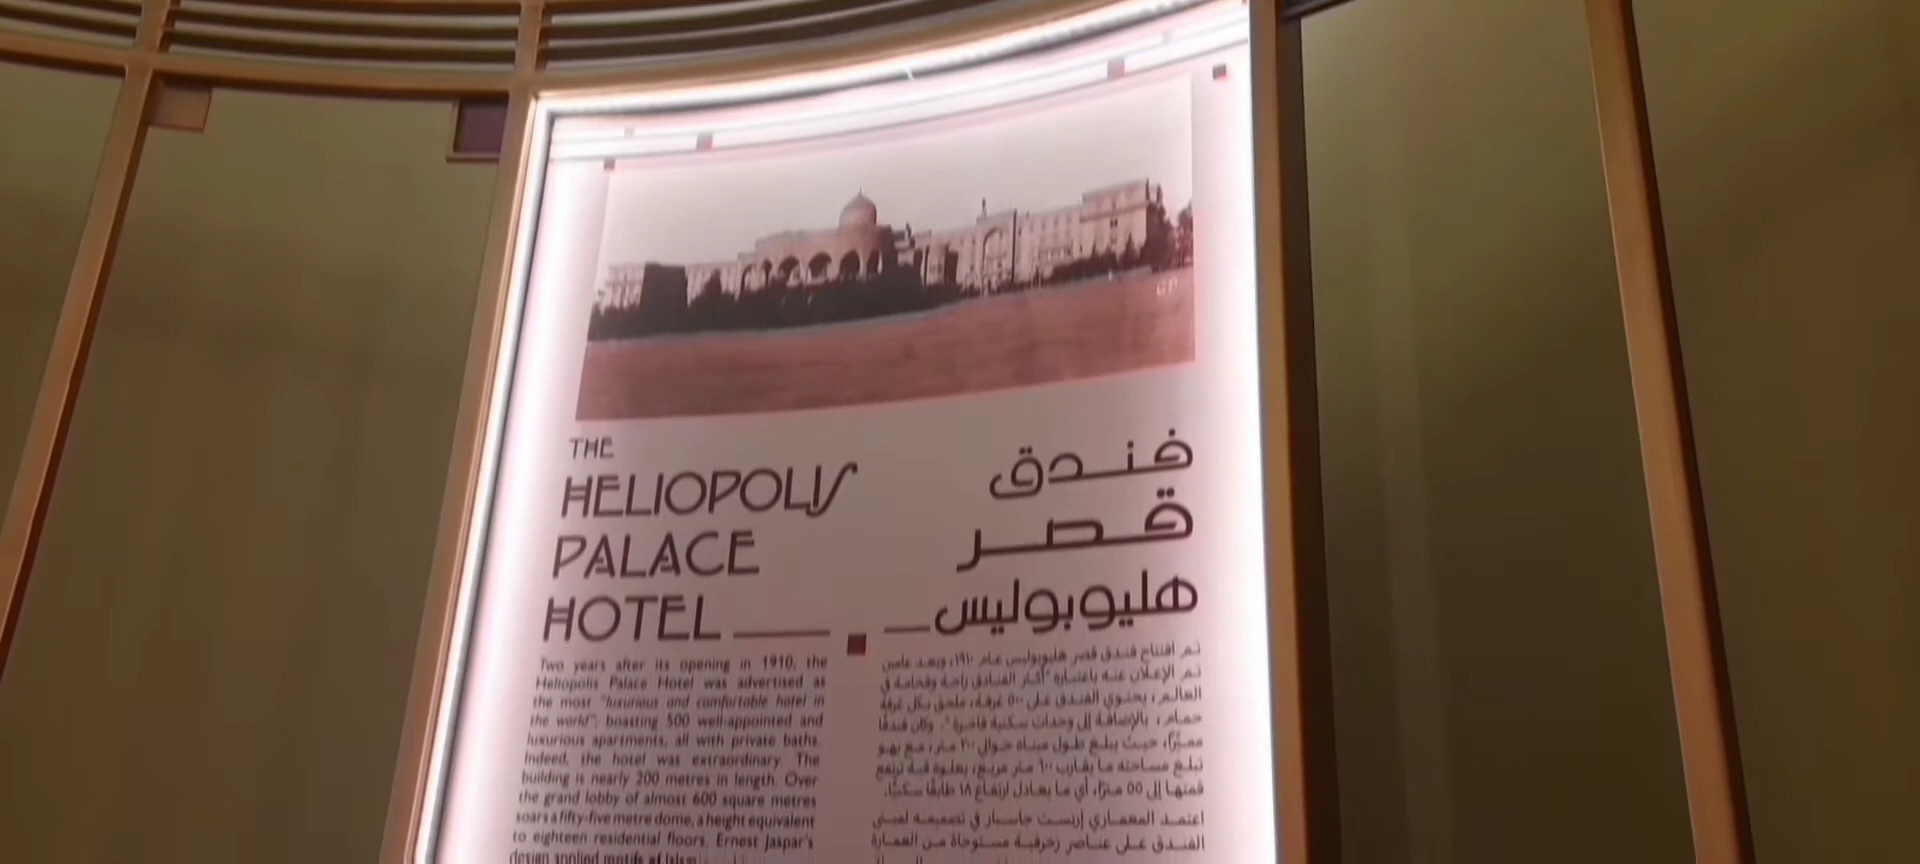 THE
HELIOPOLIS
PALACE
HOTEL
Two years after its opening in 1910, the
Heliopolis Palace Hotel was advertised as
the most "luxurious and comfortable hotel in
the world"; boasting 500 well-appointed and
luxurious apartments, all with private baths.
Indeed, the hotel was extraordinary. The
building is nearly 200 metres in length. Over
the grand lobby of almost 600 square metres
soars a fifty-five metre dome, a height equivalent
to eighteen residential floors. Ernest Jaspar's
design applied motifs of
فندق
قصر
هليوبوليس
تم افتتاح فندق قصر هليوبوليس عام ١٩١٠، وبعد عامين
تم الإعلان عنه باعتباره "أكثر الفنادق راحة وفخامة في
العالم، يحتوي الفندق على ٥٠٠ غرفة، ملحق بكل غرفة
حمام، بالإضافة إلى وحدات سكنية فاخرة". وكان فندقًا
مميزًا، حيث يبلغ طول مبناه حوالي ٢٠٠ متر، مع بهو
تبلغ مساحته ما يقارب ٦٠٠ متر مربع، يعلوه قبة ترتفع
قمتها إلى ٥٥ مترًا، أي ما يعادل ارتفاع ١٨ طابقًا سكنيًا.
اعتمد المعماري إرنست جاسبار في تصميمه لمبنى
الفندق على عناصر زخرفية مستوحاة من العمارة